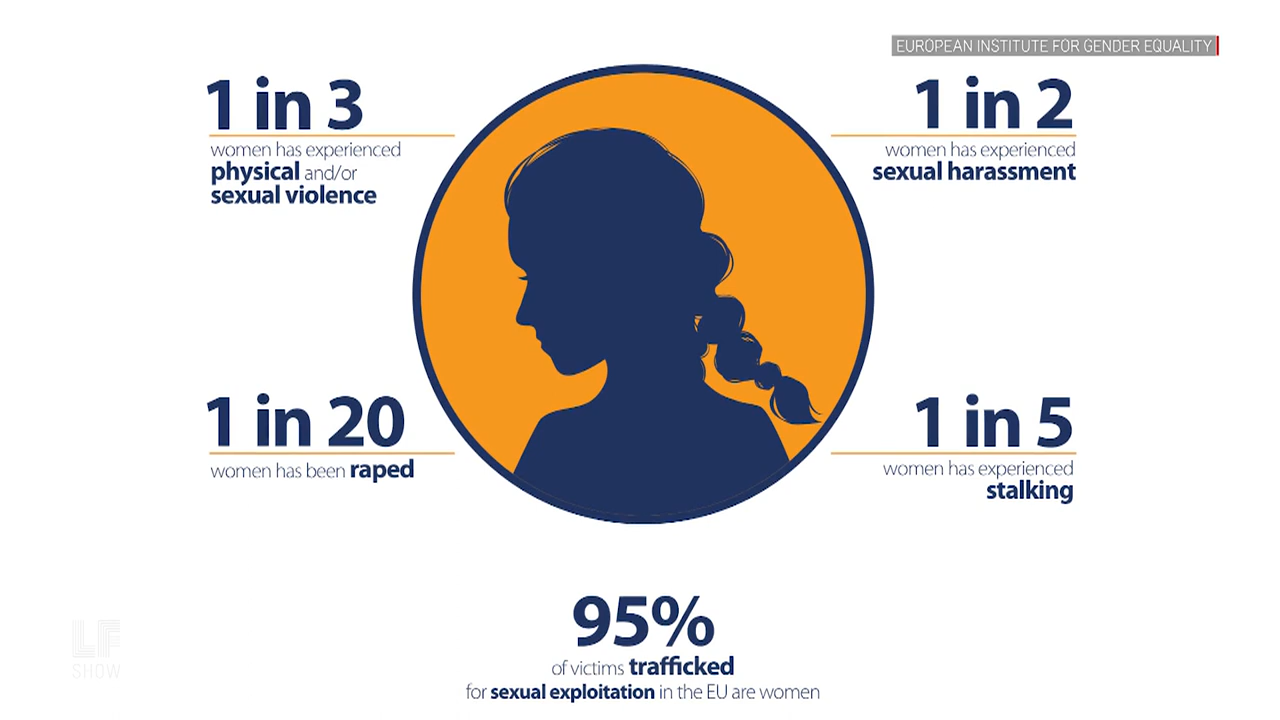 EUROPEAN INSTITUTE FOR GENDER EQUALITY
1 in 3
women has experienced
physical and/or
sexual violence
1 in 2
women has experienced
sexual harassment
1 in 20
women has been raped
1 in 5
women has experienced
stalking
95%
of victims trafficked
for sexual exploitation in the EU are women
LF
SHOW